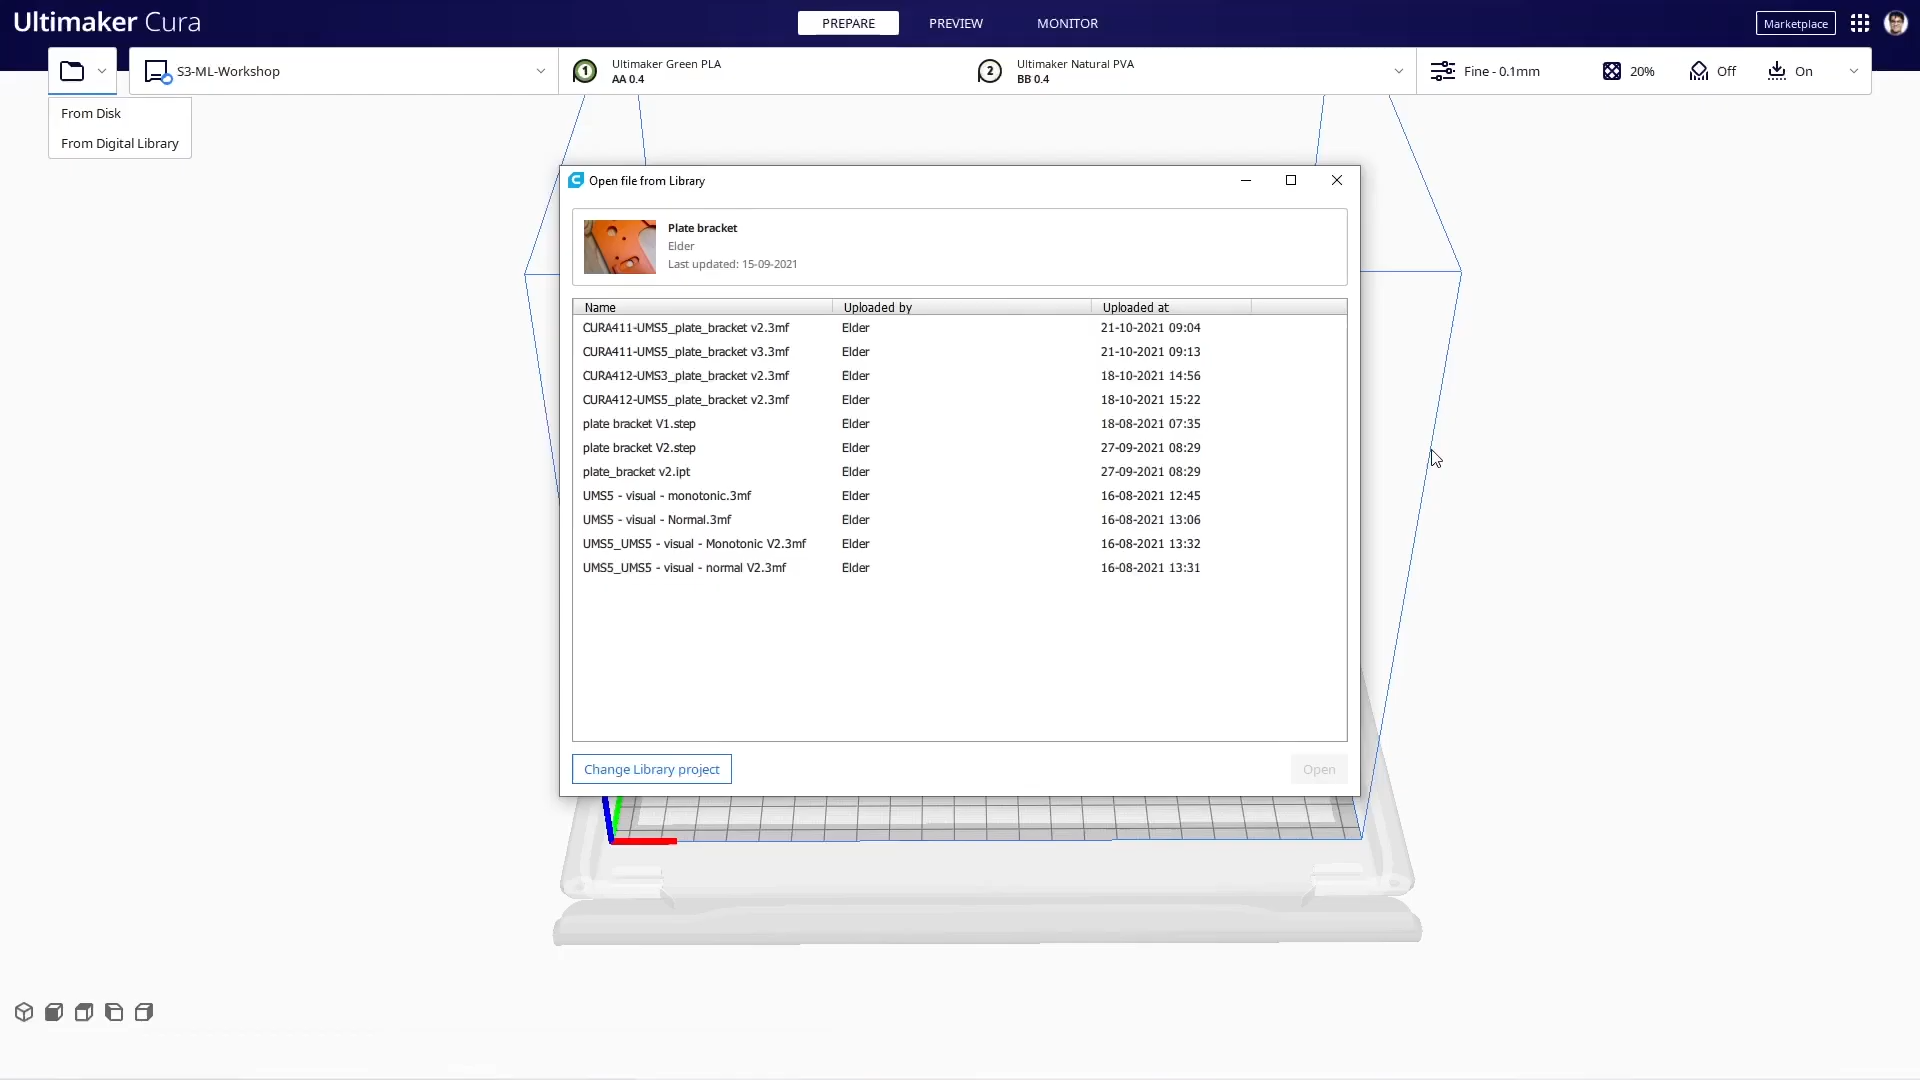 Ultimaker Cura
PREPARE
PREVIEW
MONITOR
Marketplace
S3-ML-Workshop
1
Ultimaker Green PLA
AA 0.4
2
Ultimaker Natural PVA
BB 0.4
Fine - 0.1mm
20%
Off
On
From Disk
From Digital Library
Open file from Library
Plate bracket
Elder
Last updated: 15-09-2021
Name Uploaded by Uploaded at
CURA411-UMS5_plate_bracket v2.3mf Elder 21-10-2021 09:04
CURA411-UMS5_plate_bracket v3.3mf Elder 21-10-2021 09:13
CURA412-UMS3_plate_bracket v2.3mf Elder 18-10-2021 14:56
CURA412-UMS5_plate_bracket v2.3mf Elder 18-10-2021 15:22
plate bracket V1.step Elder 18-08-2021 07:35
plate bracket V2.step Elder 27-09-2021 08:29
plate_bracket v2.ipt Elder 27-09-2021 08:29
UMS5 - visual - monotonic.3mf Elder 16-08-2021 12:45
UMS5 - visual - Normal.3mf Elder 16-08-2021 13:06
UMS5_UMS5 - visual - Monotonic V2.3mf Elder 16-08-2021 13:32
UMS5_UMS5 - visual - normal V2.3mf Elder 16-08-2021 13:31
Change Library project
Open